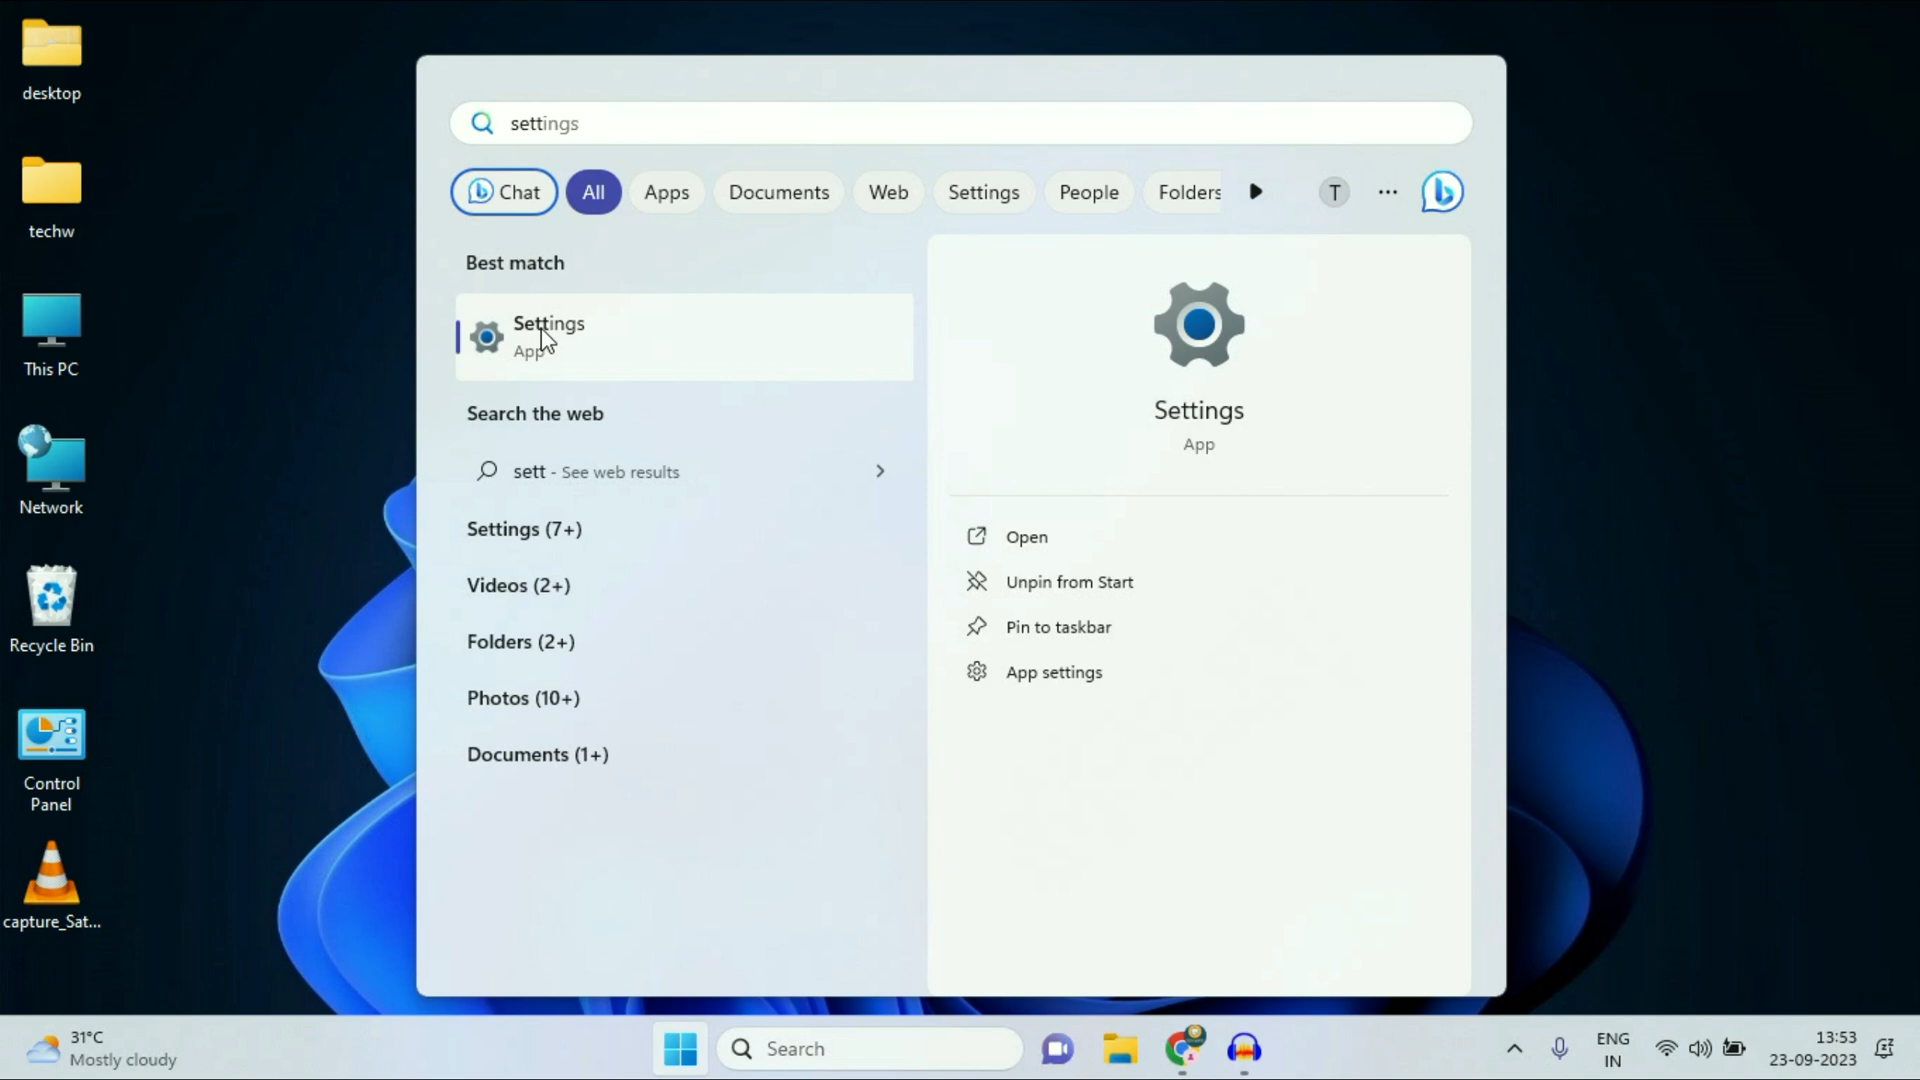 desktop
techw
This PC
Network
Recycle Bin
Control
Panel
capture_Sat...
settings
Chat
All
Apps
Documents
Web
Settings
People
Folders
T
...
Best match
Settings
App
Search the web
sett - See web results
Settings (7+)
Videos (2+)
Folders (2+)
Photos (10+)
Documents (1+)
Settings
App
Open
Unpin from Start
Pin to taskbar
App settings
31°C
Mostly cloudy
Search
ENG
IN
13:53
23-09-2023